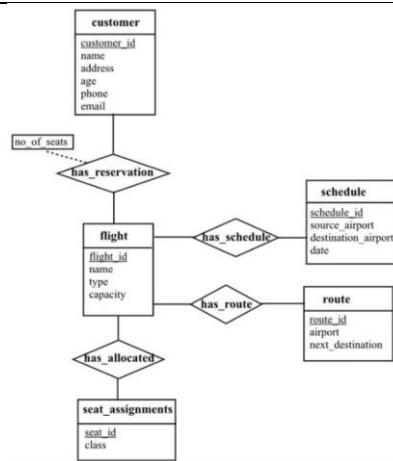 customer
customer_id
name
address
age
phone
email
no_of_seats
has_reservation
flight
flight_id
name
type
capacity
has_schedule
schedule
schedule_id
source_airport
destination_airport
date
has_route
route
route_id
airport
next_destination
has_allocated
seat_assignments
seat_id
class